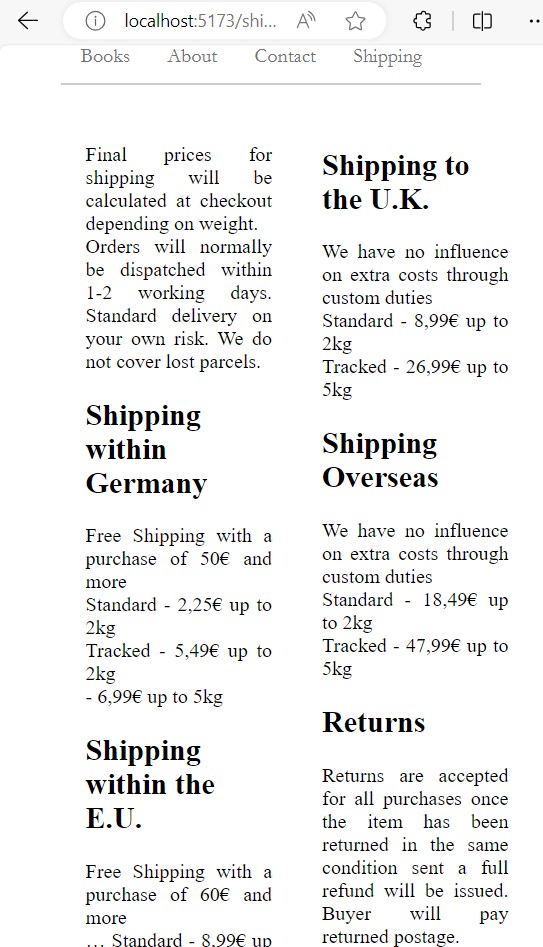 localhost:5173/shi...
Books About Contact Shipping
Final prices for
shipping will be
calculated at checkout
depending on weight.
Orders will normally
be dispatched within
1-2 working days.
Standard delivery on
your own risk. We do
not cover lost parcels.
Shipping
within
Germany
Free Shipping with a
purchase of 50€ and
more
Standard - 2,25€ up to
2kg
Tracked - 5,49€ up to
2kg
- 6,99€ up to 5kg
Shipping
within the
E.U.
Free Shipping with a
purchase of 60€ and
more
... Standard - 8,99€ up
Shipping to
the U.K.
We have no influence
on extra costs through
custom duties
Standard - 8,99€ up to
2kg
Tracked - 26,99€ up to
5kg
Shipping
Overseas
We have no influence
on extra costs through
custom duties
Standard - 18,49€ up
to 2kg
Tracked - 47,99€ up to
5kg
Returns
Returns are accepted
for all purchases once
the item has been
returned in the same
condition sent a full
refund will be issued.
Buyer will pay
returned postage.